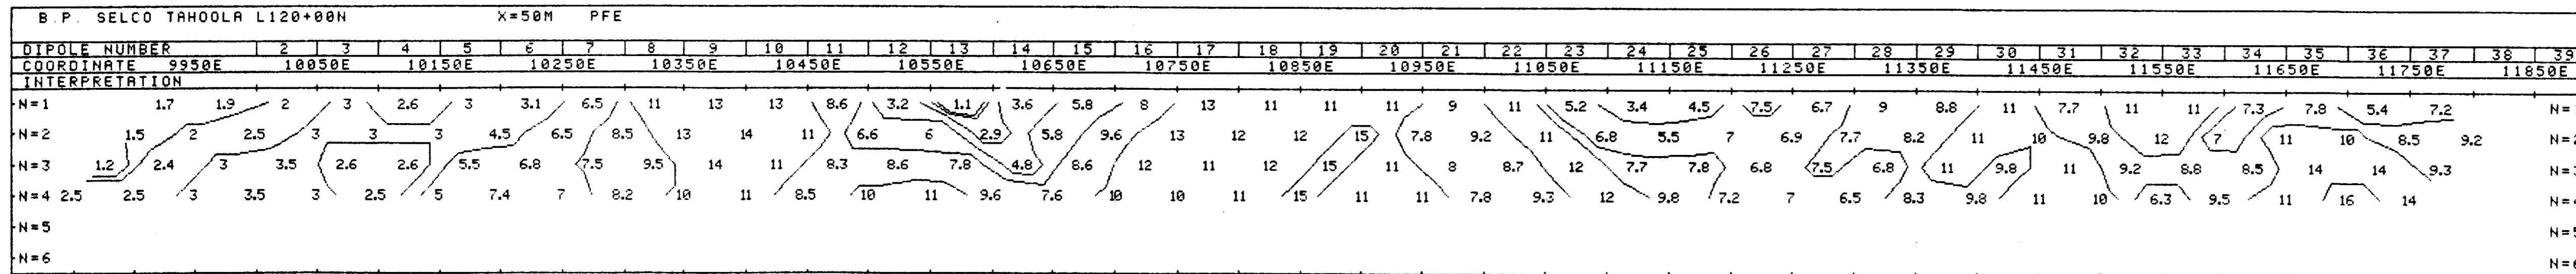 B.P. SELCO TAHOOLA L120+00N X=50M PFE
DIPOLE NUMBER 2 3 4 5 6 7 8 9 10 11 12 13 14 15 16 17 18 19 20 21 22 23 24 25 26 27 28 29 30 31 32 33 34 35 36 37 38 39
COORDINATE 9950E 10050E 10150E 10250E 10350E 10450E 10550E 10650E 10750E 10850E 10950E 11050E 11150E 11250E 11350E 11450E 11550E 11650E 11750E 11850E
INTERPRETATION
N=1 1.7 1.9 2 3 2.6 3 3.1 6.5 11 13 13 8.6 3.2 1.1 3.6 5.8 8 13 11 11 11 9 11 5.2 3.4 4.5 7.5 6.7 9 8.8 11 7.7 11 11 7.3 7.8 5.4 7.2 N=
N=2 1.5 2 2.5 3 3 3 4.5 6.5 8.5 13 14 11 6.6 6 2.9 5.8 9.6 13 12 12 15 7.8 9.2 11 6.8 5.5 7 6.9 7.7 8.2 11 10 9.8 12 7 11 10 8.5 9.2 N=2
N=3 1.2 2.4 3 3.5 2.6 2.6 5.5 6.8 7.5 9.5 14 11 8.3 8.6 7.8 4.8 8.6 12 11 12 15 11 8 8.7 12 7.7 7.8 6.8 7.5 6.8 11 9.8 11 9.2 8.8 8.5 14 14 9.3 N=3
N=4 2.5 2.5 3 3.5 3 2.5 5 7.4 7 8.2 10 11 8.5 10 11 9.6 7.6 10 10 11 15 11 11 7.8 9.3 12 9.8 7.2 7 6.5 8.3 9.8 11 10 6.3 9.5 11 16 14 N=4
N=5 N=5
N=6 N=6